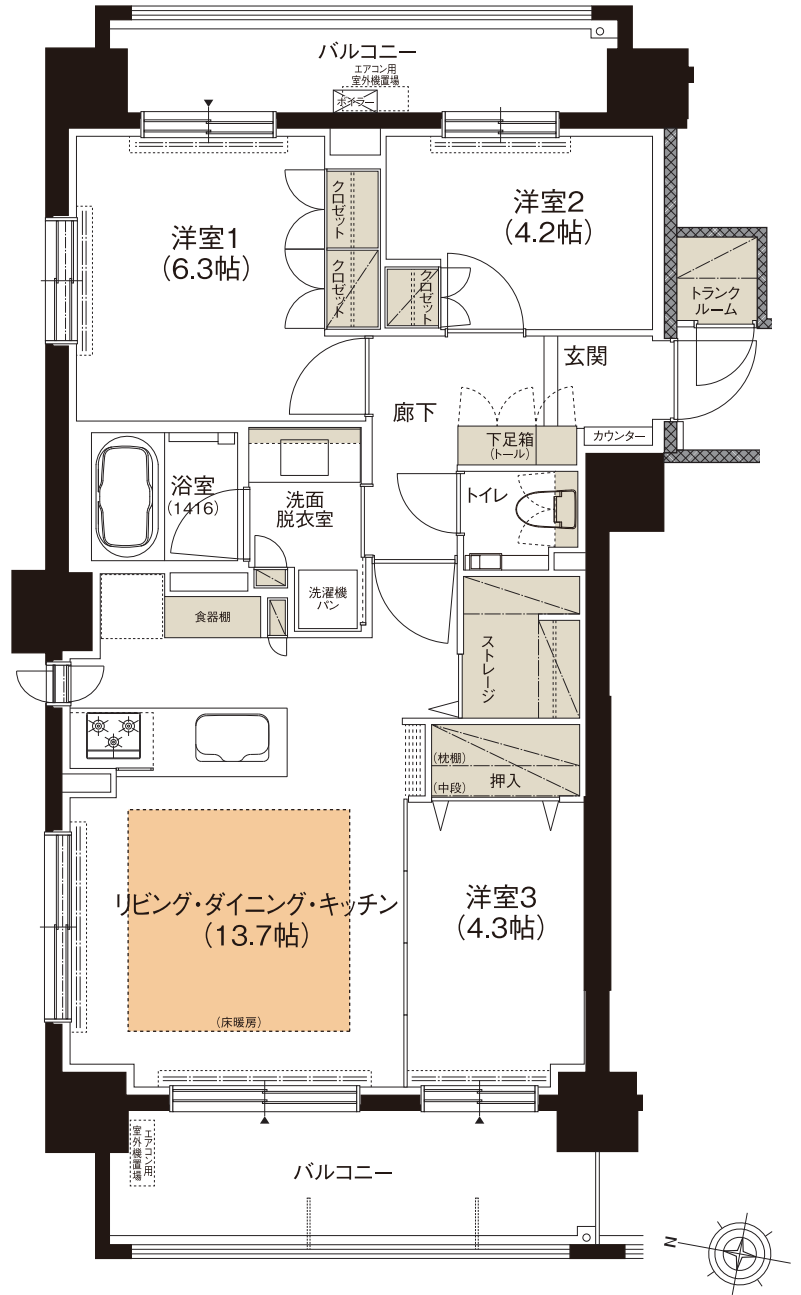 バルコニー
エアコン用
室外機置場
ボイラー
洋室1
(6.3帖)
クロゼット
クロゼット
洋室2
(4.2帖)
クロゼット
トランク
ルーム
玄関
廊下
下足箱
(トール)
カウンター
浴室
(1416)
洗面
脱衣室
トイレ
洗濯機
パン
食器棚
ストレージ
(枕棚)
(中段)
押入
リビング・ダイニング・キッチン
(13.7帖)
(床暖房)
洋室3
(4.3帖)
エアコン用
室外機置場
バルコニー
N